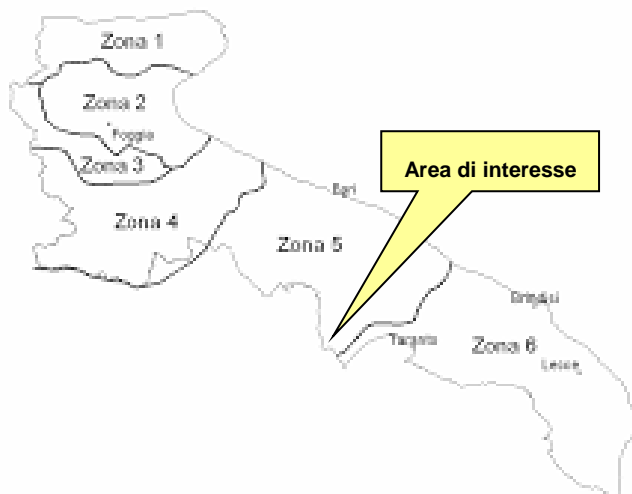 Zona 1
Zona 2
Foggia
Zona 3
Area di interesse
Bari
Zona 4
Zona 5
Brindisi
Taranto
Zona 6
Lecce